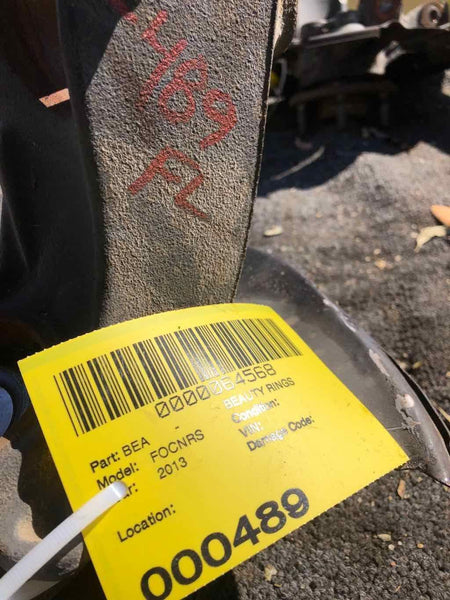 489
FL
0000064568
Part: BEA - BEAUTY RINGS
Model: FOCNRS Condition:
2013 VIN:
Damage Code:
Location:
000489